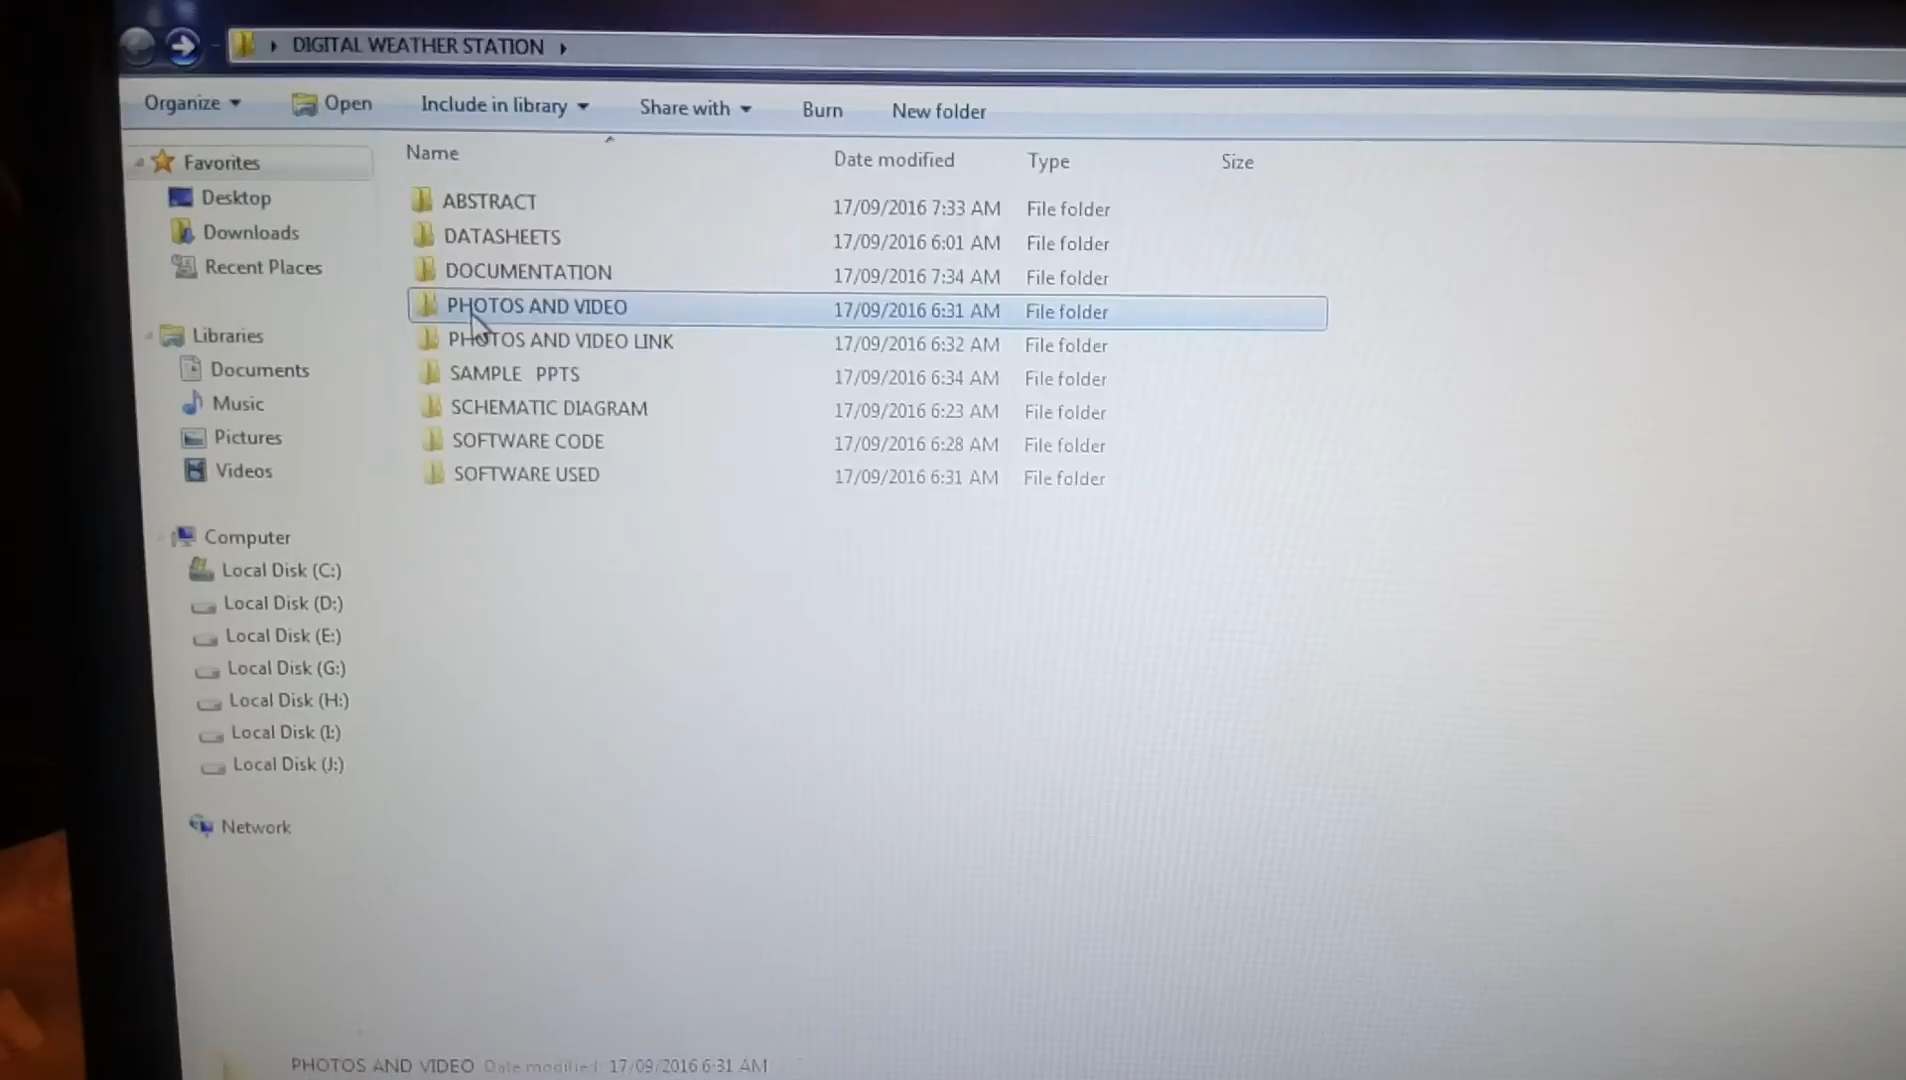 DIGITAL WEATHER STATION
Organize Open Include in library Share with Burn New folder
Name Date modified Type Size
Favorites
Desktop
Downloads
Recent Places
Libraries
Documents
Music
Pictures
Videos
Computer
Local Disk (C:)
Local Disk (D:)
Local Disk (E:)
Local Disk (G:)
Local Disk (H:)
Local Disk (I:)
Local Disk (J:)
Network
ABSTRACT 17/09/2016 7:33 AM File folder
DATASHEETS 17/09/2016 6:01 AM File folder
DOCUMENTATION 17/09/2016 7:34 AM File folder
PHOTOS AND VIDEO 17/09/2016 6:31 AM File folder
PHOTOS AND VIDEO LINK 17/09/2016 6:32 AM File folder
SAMPLE PPTS 17/09/2016 6:34 AM File folder
SCHEMATIC DIAGRAM 17/09/2016 6:23 AM File folder
SOFTWARE CODE 17/09/2016 6:28 AM File folder
SOFTWARE USED 17/09/2016 6:31 AM File folder
PHOTOS AND VIDEO Date modified: 17/09/2016 6:31 AM